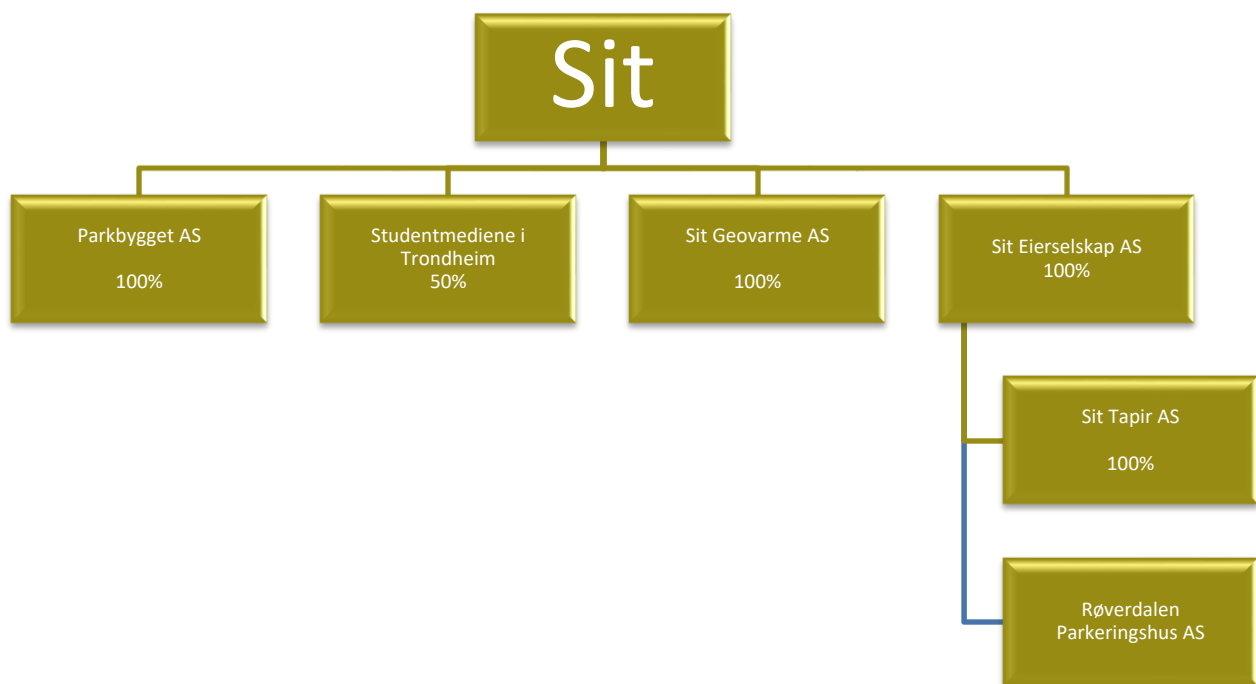 Sit
Parkbygget AS
100%
Studentmediene i
Trondheim
50%
Sit Geovarme AS
100%
Sit Eierselskap AS
100%
Sit Tapir AS
100%
Røverdalen
Parkeringshus AS